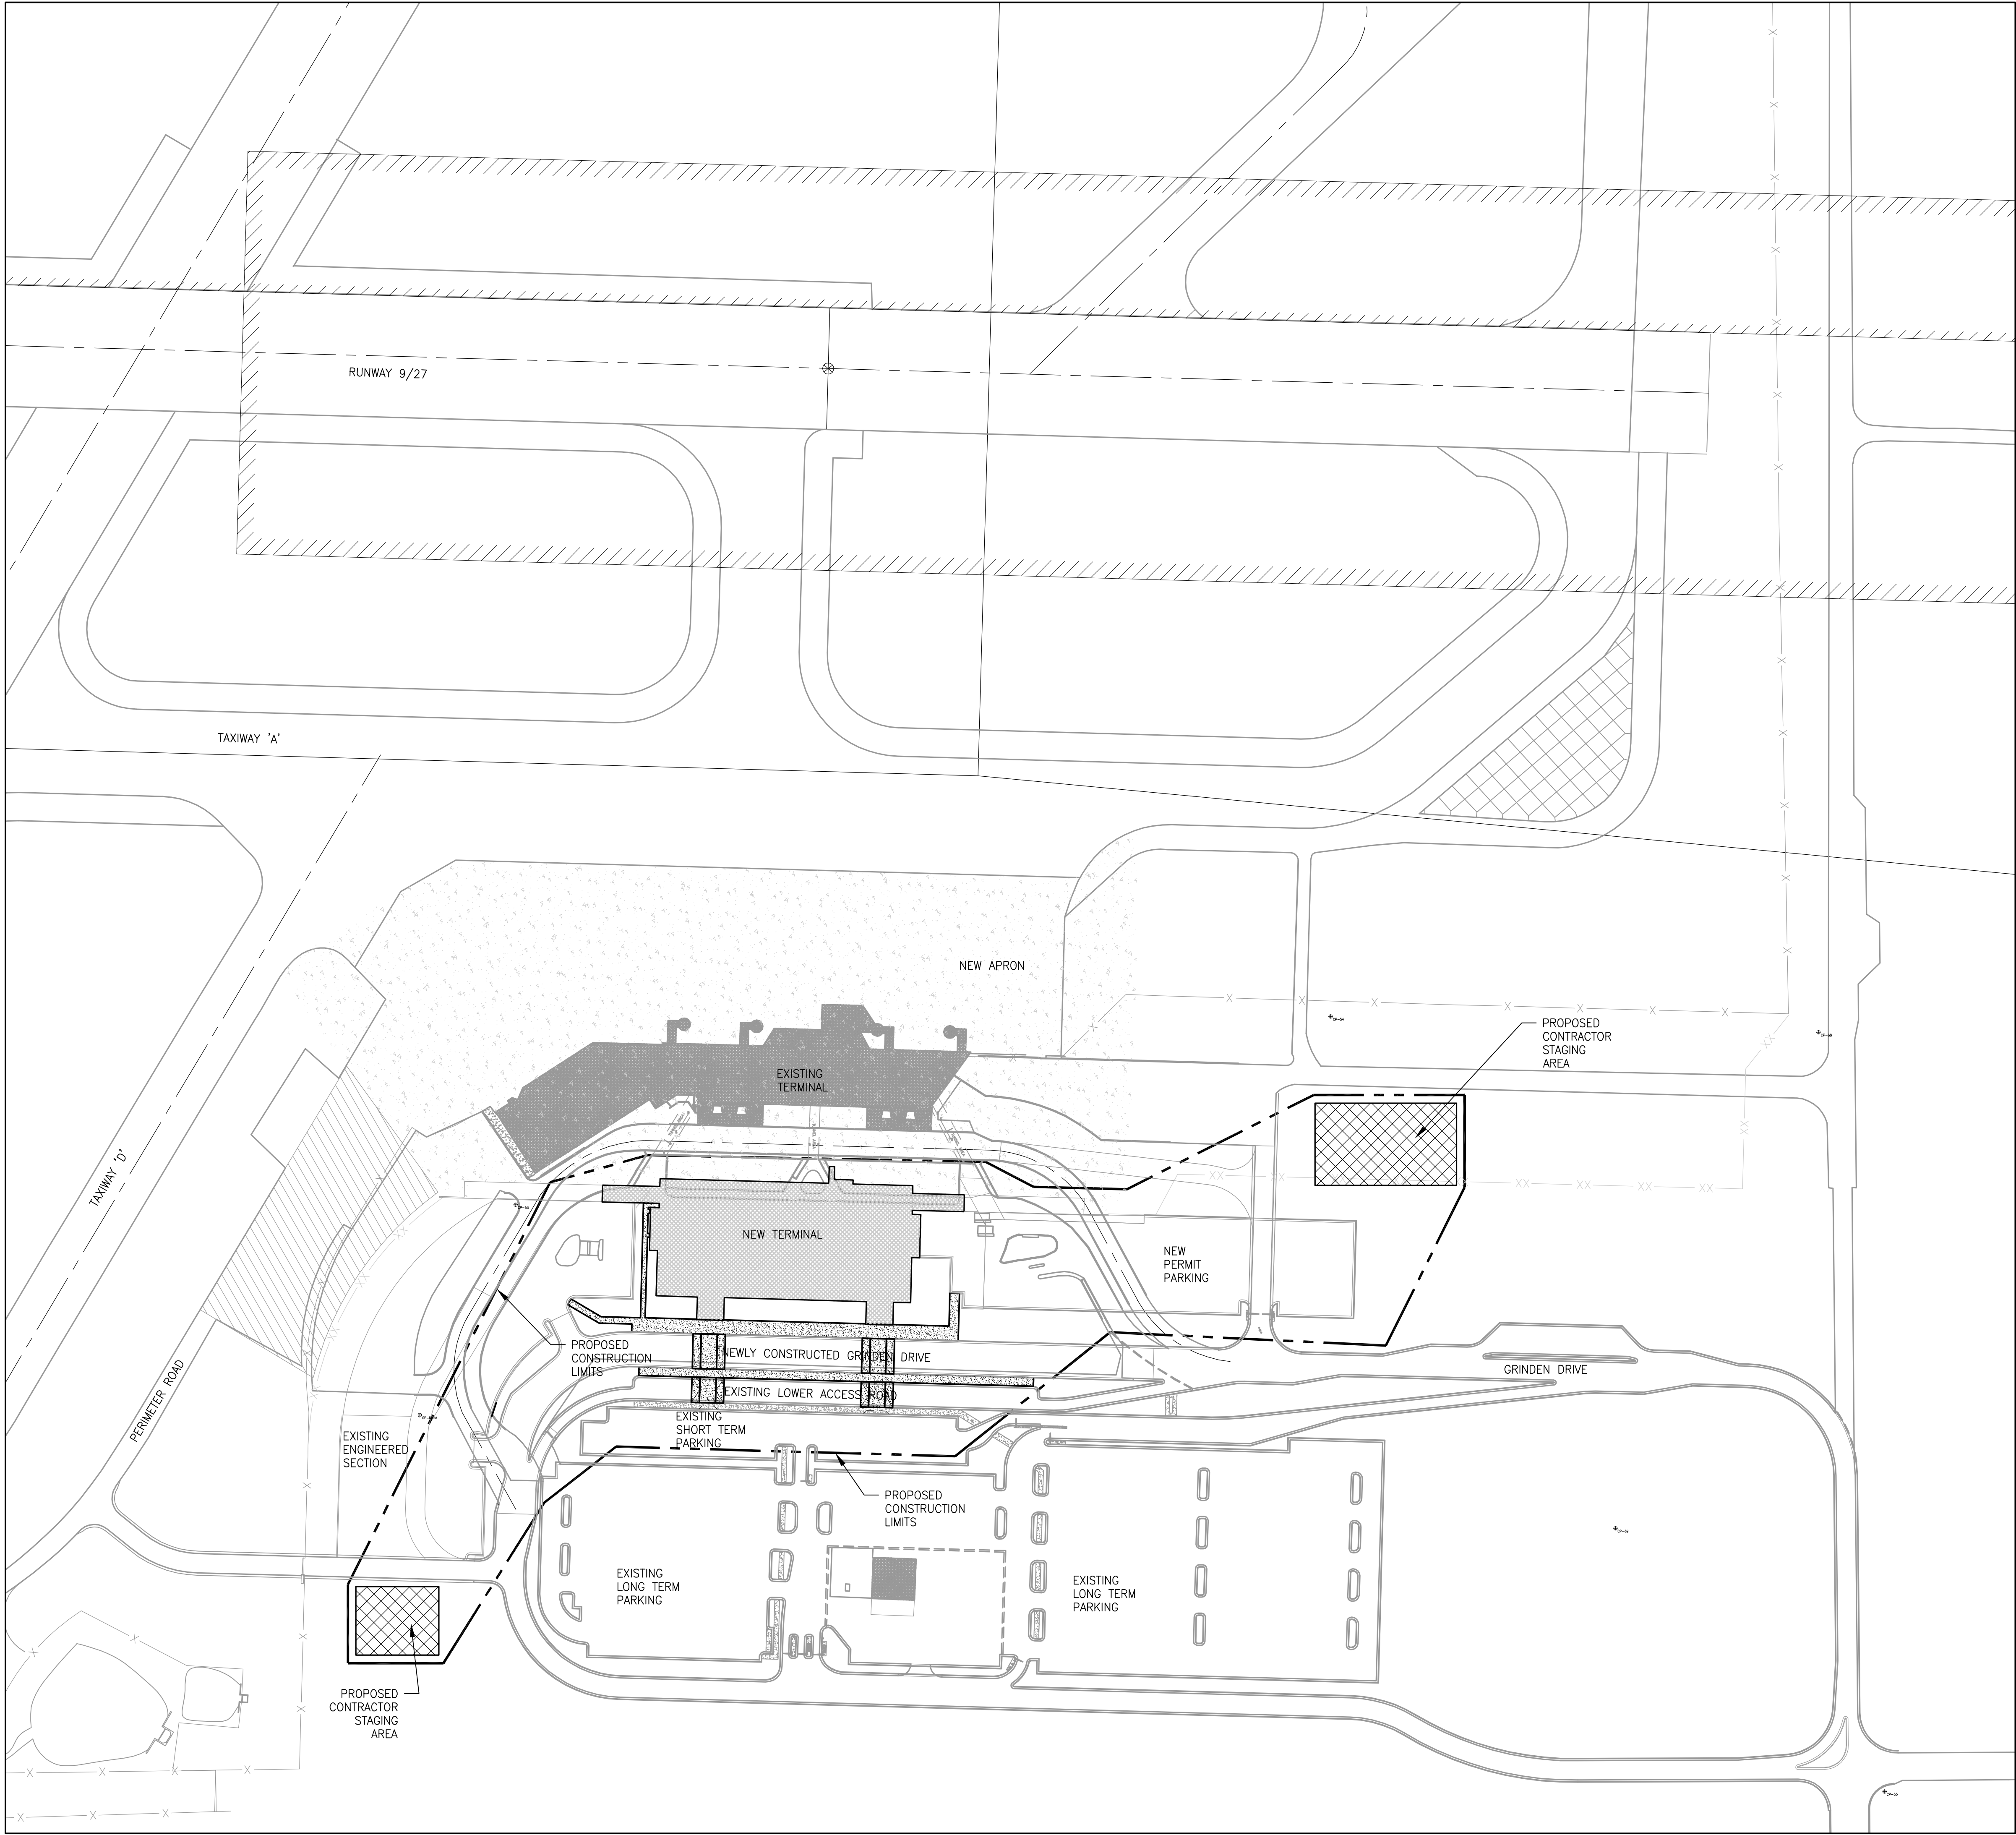 RUNWAY 9/27
TAXIWAY 'A'
NEW APRON
CP-54
PROPOSED
CONTRACTOR
STAGING
AREA
EXISTING
TERMINAL
TAXIWAY 'D'
NEW TERMINAL
NEW
PERMIT
PARKING
PROPOSED
CONSTRUCTION
LIMITS
NEWLY CONSTRUCTED GRINDEN DRIVE
GRINDEN DRIVE
EXISTING LOWER ACCESS ROAD
PERIMETER ROAD
EXISTING
SHORT TERM
PARKING
EXISTING
ENGINEERED
SECTION
PROPOSED
CONSTRUCTION
LIMITS
EXISTING
LONG TERM
PARKING
EXISTING
LONG TERM
PARKING
PROPOSED
CONTRACTOR
STAGING
AREA